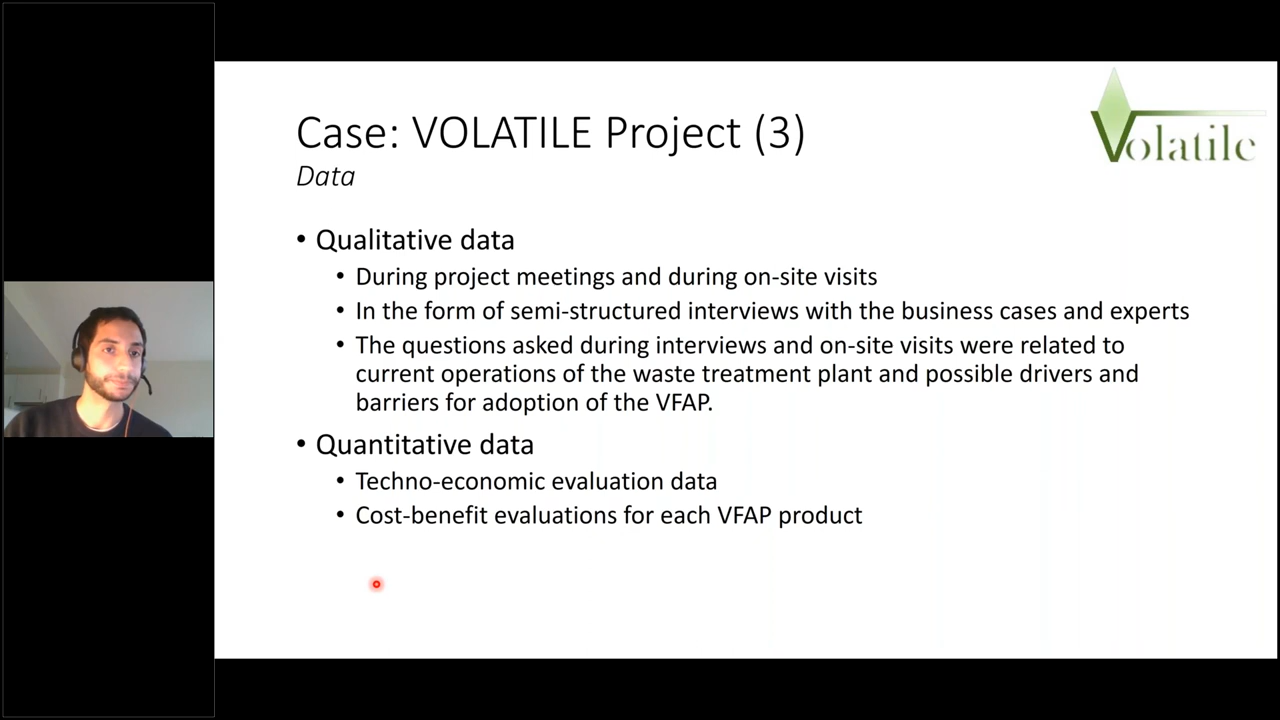 Case: VOLATILE Project (3)
Volatile
Data
• Qualitative data
• During project meetings and during on-site visits
• In the form of semi-structured interviews with the business cases and experts
• The questions asked during interviews and on-site visits were related to
current operations of the waste treatment plant and possible drivers and
barriers for adoption of the VFAP.
• Quantitative data
• Techno-economic evaluation data
• Cost-benefit evaluations for each VFAP product